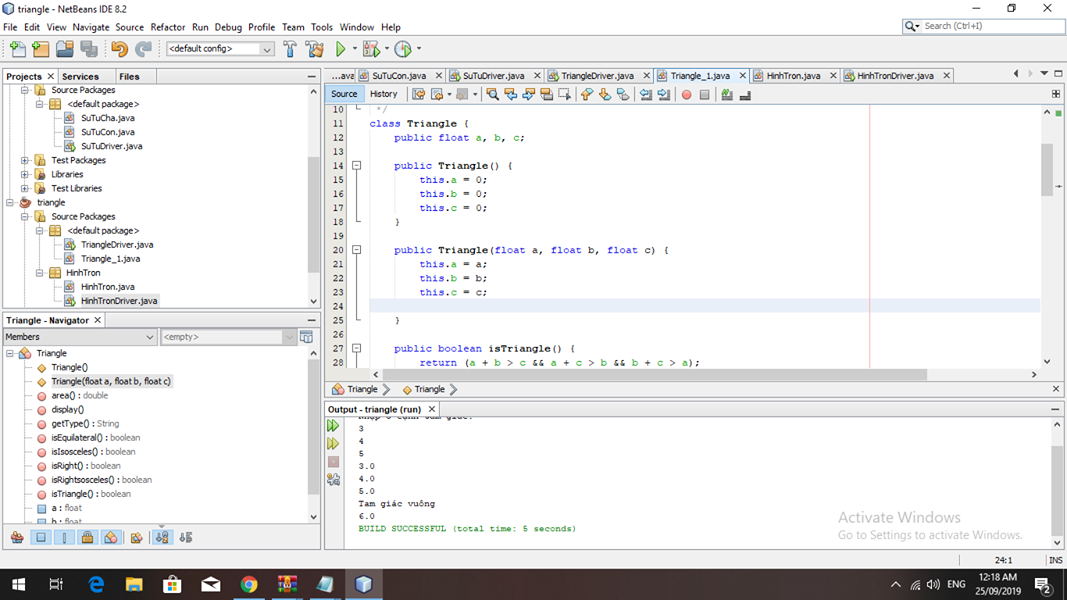 triangle - NetBeans IDE 8.2
File Edit View Navigate Source Refactor Run Debug Profile Team Tools Window Help
Search (Ctrl+I)
<default config>
Projects Services Files
Source Packages
<default package>
SuTuCha.java
SuTuCon.java
SuTuDriver.java
Test Packages
Libraries
Test Libraries
triangle
Source Packages
<default package>
TriangleDriver.java
Triangle_1.java
HinhTron
HinhTron.java
HinhTronDriver.java
Triangle - Navigator
Members <empty>
Triangle
Triangle()
Triangle(float a, float b, float c)
area() : double
display()
getType() : String
isEquilateral() : boolean
isIsosceles() : boolean
isRight() : boolean
isRightsosceles() : boolean
isTriangle() : boolean
a : float
b : float
...ava SuTuCon.java SuTuDriver.java TriangleDriver.java Triangle_1.java HinhTron.java HinhTronDriver.java
Source History
10 */
11 class Triangle {
12 public float a, b, c;
13
14 public Triangle() {
15 this.a = 0;
16 this.b = 0;
17 this.c = 0;
18 }
19
20 public Triangle(float a, float b, float c) {
21 this.a = a;
22 this.b = b;
23 this.c = c;
24
25 }
26
27 public boolean isTriangle() {
28 return (a + b > c && a + c > b && b + c > a);
Triangle Triangle
Output - triangle (run)
3
4
5
3.0
4.0
5.0
Tam giác vuông
6.0
BUILD SUCCESSFUL (total time: 5 seconds)
Activate Windows
Go to Settings to activate Windows.
24:1 INS
ENG
12:18 AM
25/09/2019
2